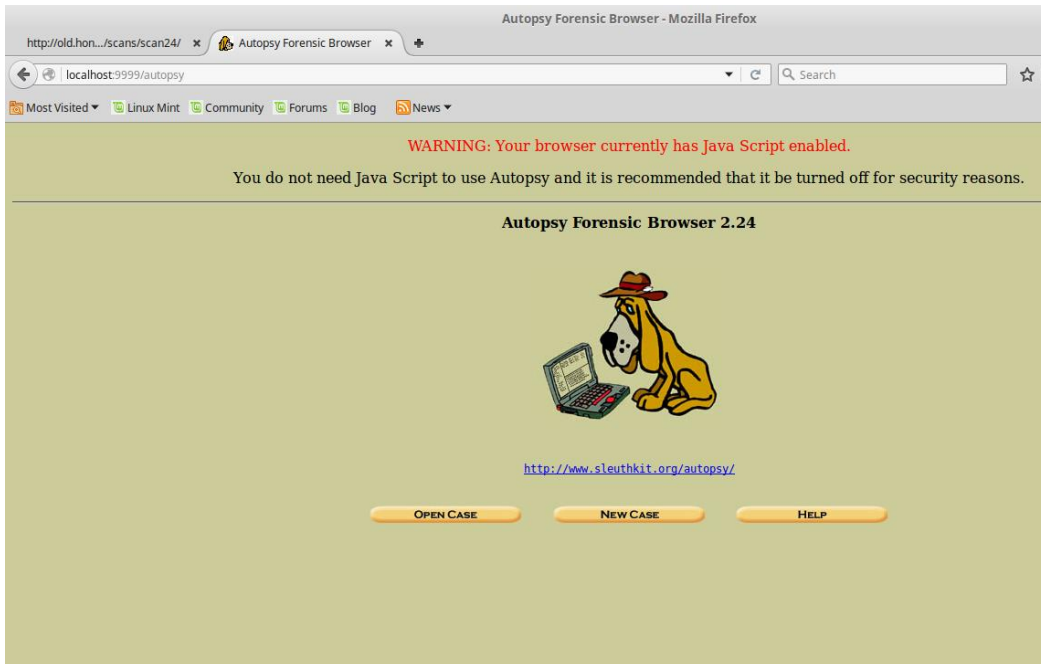 Autopsy Forensic Browser - Mozilla Firefox
http://old.hon.../scans/scan24/ Autopsy Forensic Browser
localhost:9999/autopsy Search
Most Visited Linux Mint Community Forums Blog News
WARNING: Your browser currently has Java Script enabled.
You do not need Java Script to use Autopsy and it is recommended that it be turned off for security reasons.
Autopsy Forensic Browser 2.24
http://www.sleuthkit.org/autopsy/
OPEN CASE NEW CASE HELP